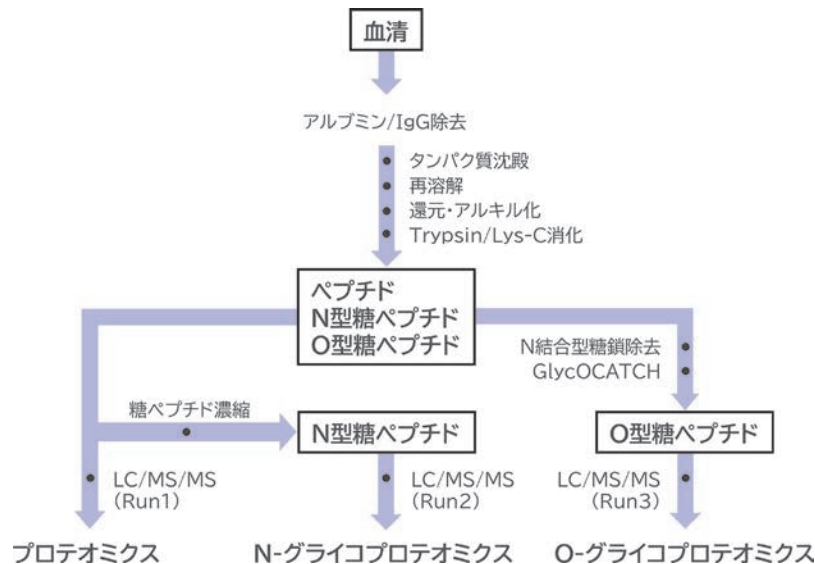 血清
アルブミン/IgG除去
タンパク質沈殿
再溶解
還元・アルキル化
Trypsin/Lys-C消化
ペプチド
N型糖ペプチド
O型糖ペプチド
N結合型糖鎖除去
GlycOCATCH
糖ペプチド濃縮
N型糖ペプチド
O型糖ペプチド
LC/MS/MS
(Run1)
LC/MS/MS
(Run2)
LC/MS/MS
(Run3)
プロテオミクス
N-グライコプロテオミクス
O-グライコプロテオミクス